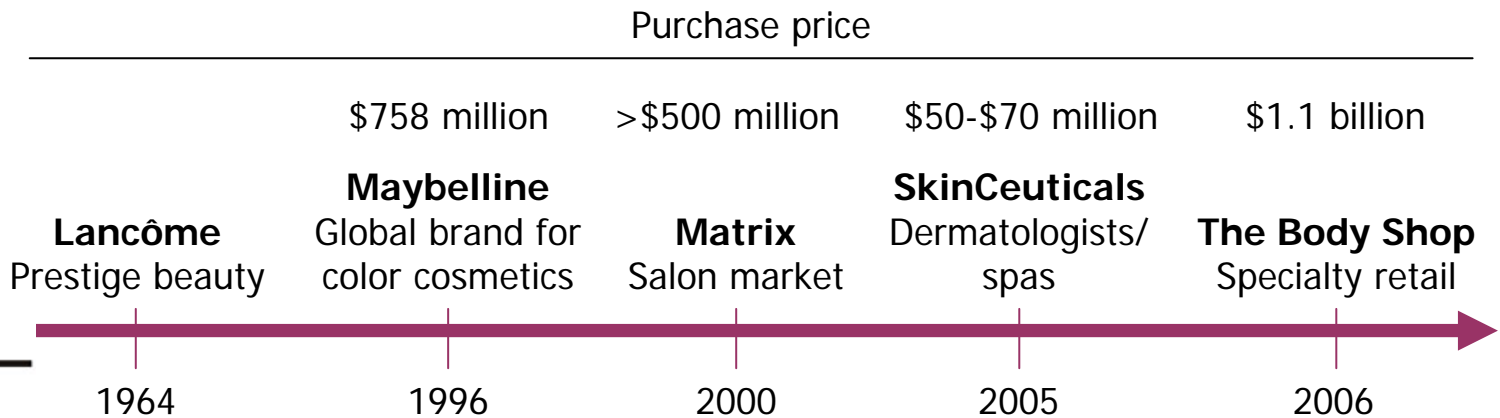 Purchase price
$758 million
>$500 million
$50-$70 million
$1.1 billion
Lancôme
Prestige beauty
Maybelline
Global brand for
color cosmetics
Matrix
Salon market
SkinCeuticals
Dermatologists/
spas
The Body Shop
Specialty retail
1964
1996
2000
2005
2006